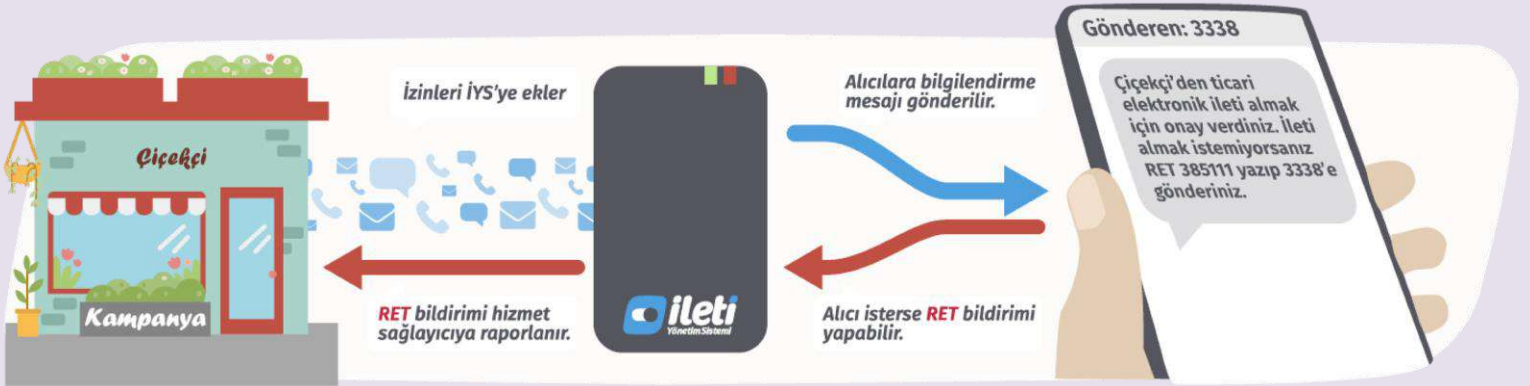 Çiçekçi
Kampanya
İzinleri İYS'ye ekler
RET bildirimi hizmet
sağlayıcıya raporlanır.
ileti
Yönetim Sistemi
Alıcılara bilgilendirme
mesajı gönderilir.
Alıcı isterse RET bildirimi
yapabilir.
Gönderen: 3338
Çiçekçi'den ticari
elektronik ileti almak
için onay verdiniz. İleti
almak istemiyorsanız
RET 385111 yazıp 3338'e
gönderiniz.